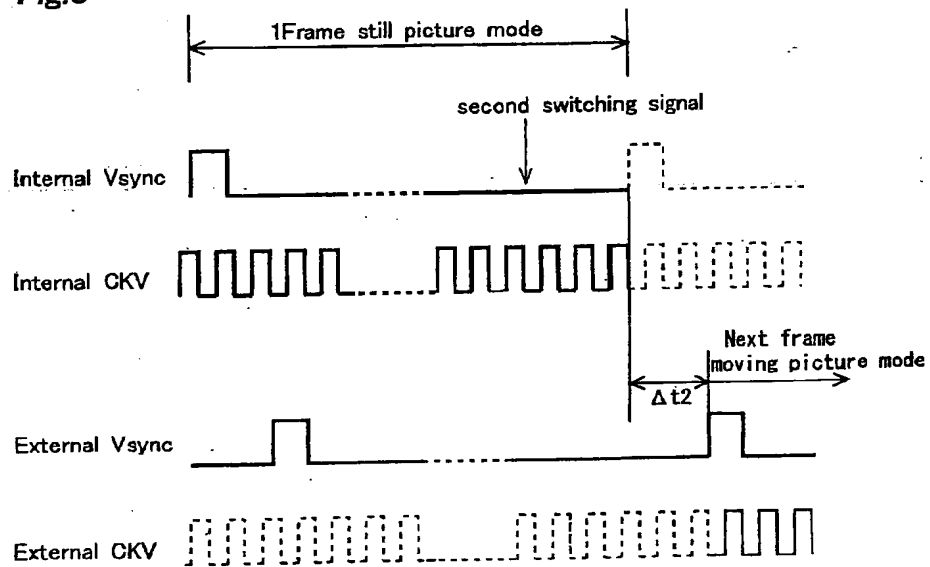 1Frame still picture mode
second switching signal
Internal Vsync
Internal CKV
Next frame
moving picture mode
Δt2
External Vsync
External CKV